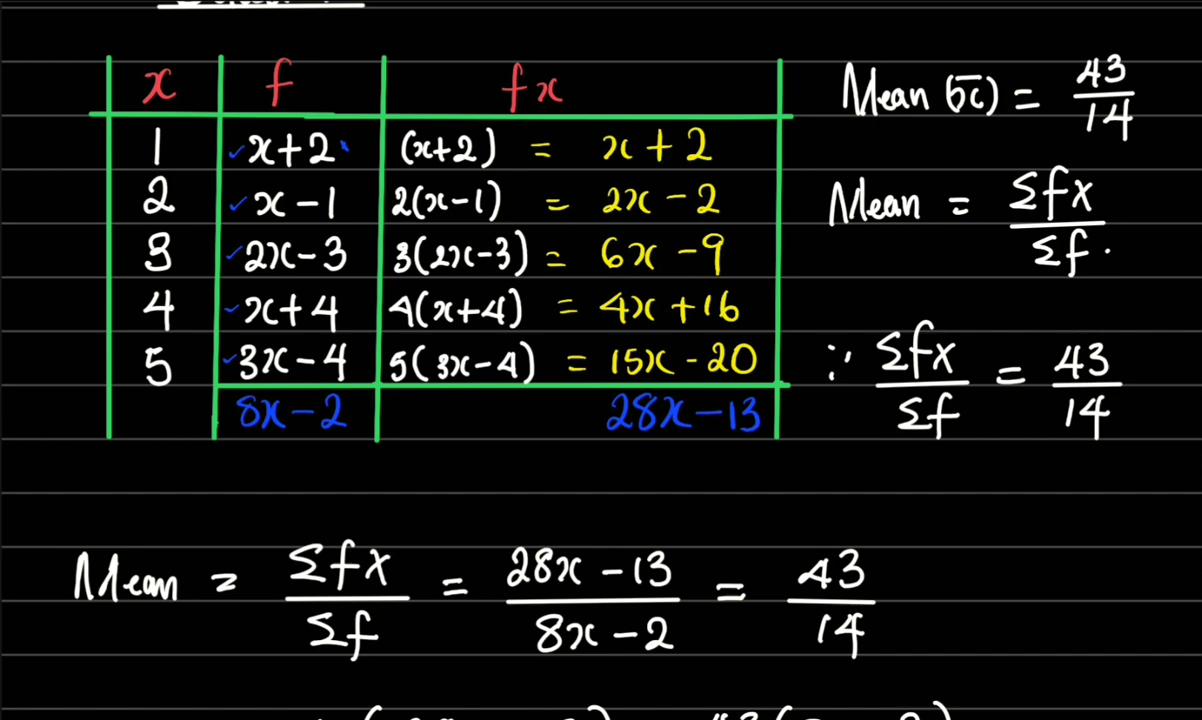 x f fx
1 x+2 (x+2) = x+2
2 x-1 2(x-1) = 2x-2
3 2x-3 3(2x-3) = 6x-9
4 x+4 4(x+4) = 4x+16
5 3x-4 5(3x-4) = 15x-20
8x-2 28x-13
Mean (x̄) = 43/14
Mean = Σfx/Σf.
∵ Σfx/Σf = 43/14
Mean = Σfx/Σf = 28x-13/8x-2 = 43/14